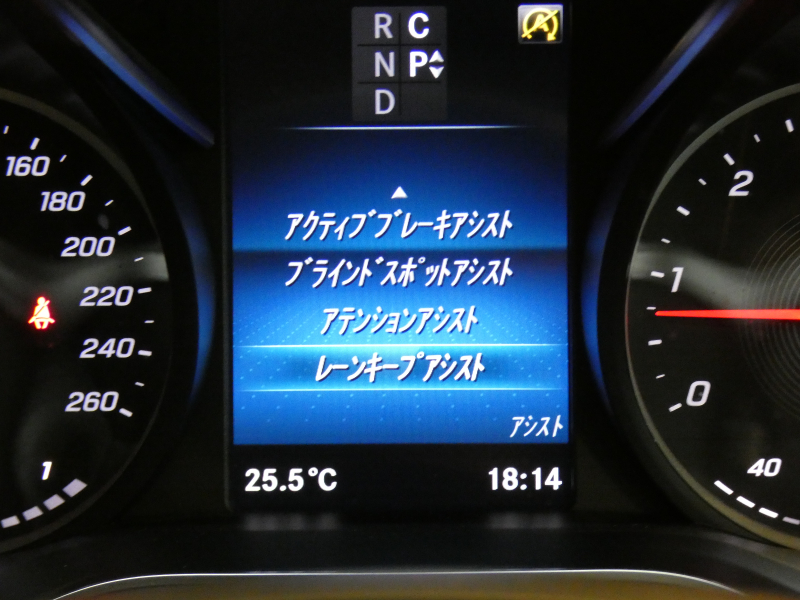 R C
N P
D
A
アクティブブレーキアシスト
ブラインドスポットアシスト
アテンションアシスト
レーンキープアシスト
アシスト
25.5℃
18:14
160
180
200
220
240
260
1
2
1
0
40